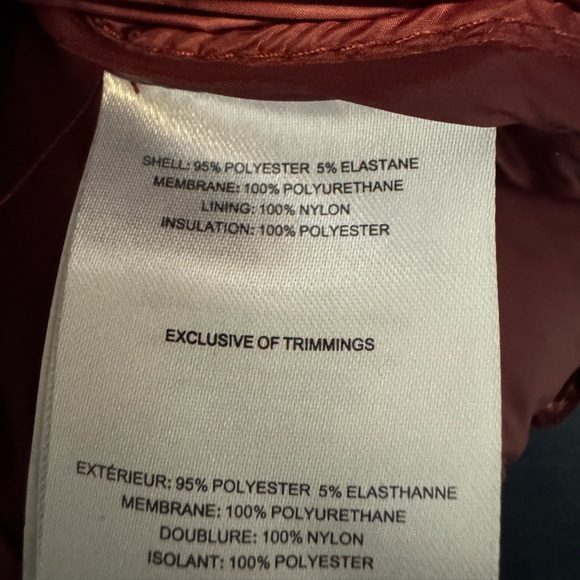 SHELL: 95% POLYESTER 5% ELASTANE
MEMBRANE: 100% POLYURETHANE
LINING: 100% NYLON
INSULATION: 100% POLYESTER
EXCLUSIVE OF TRIMMINGS
EXTÉRIEUR: 95% POLYESTER 5% ELASTHANNE
MEMBRANE: 100% POLYURETHANE
DOUBLURE: 100% NYLON
ISOLANT: 100% POLYESTER